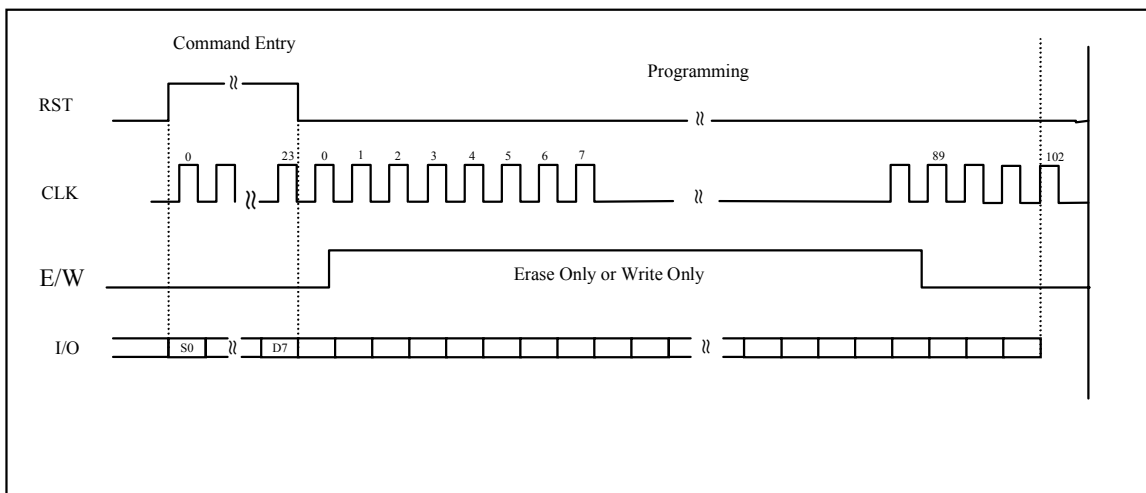 Command Entry
Programming
RST
0 23 0 1 2 3 4 5 6 7 89 102
CLK
E/W
Erase Only or Write Only
I/O
S0 D7